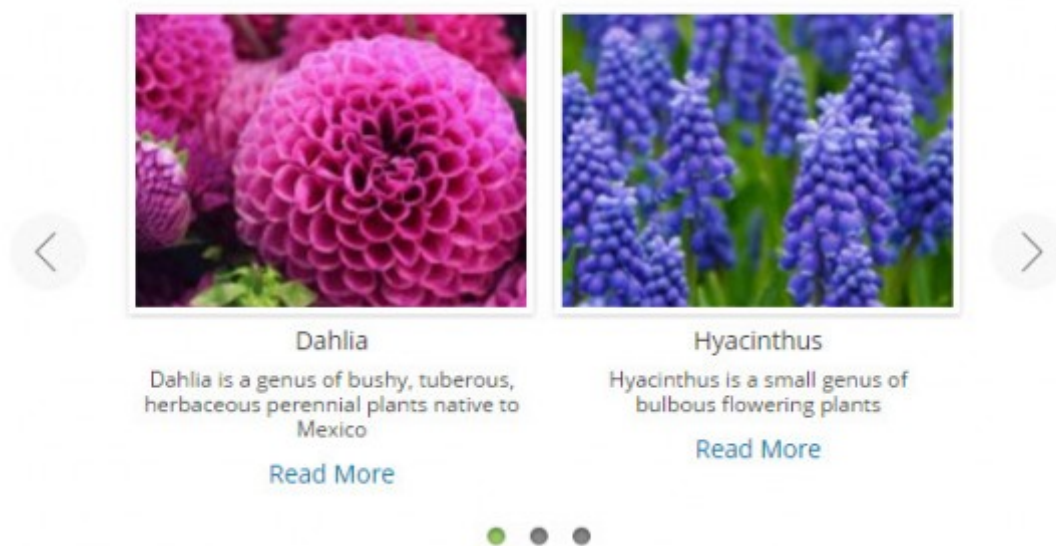 Dahlia
Dahlia is a genus of bushy, tuberous,
herbaceous perennial plants native to
Mexico
Read More
Hyacinthus
Hyacinthus is a small genus of
bulbous flowering plants
Read More